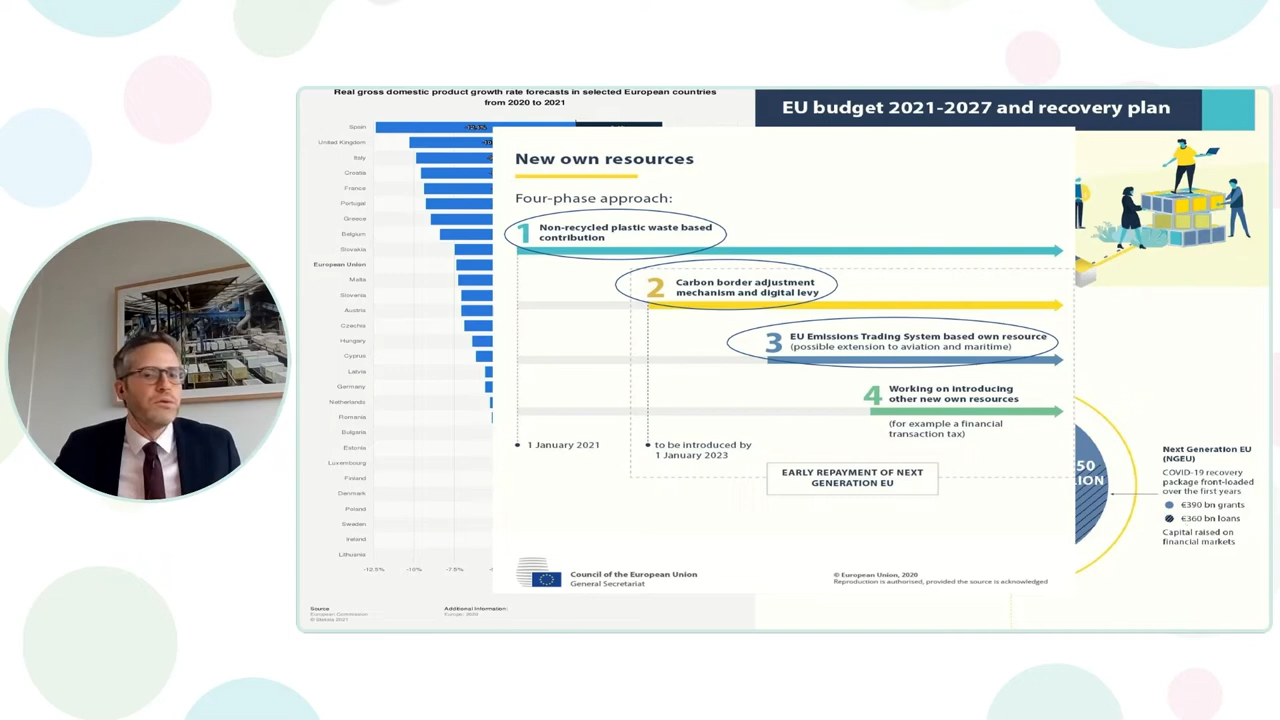 Real gross domestic product growth rate forecasts in selected European countries
from 2020 to 2021
Spain
United Kingdom
Italy
Croatia
France
Portugal
Greece
Belgium
Slovakia
European Union
Malta
Slovenia
Austria
Czechia
Hungary
Cyprus
Latvia
Germany
Netherlands
Romania
Bulgaria
Estonia
Luxembourg
Finland
Denmark
Poland
Sweden
Ireland
Lithuania
-12.5%
-10%
-7.5%
Source
European Commission
© Statista 2021
Additional Information:
Europe; 2020
EU budget 2021-2027 and recovery plan
New own resources
Four-phase approach:
1 Non-recycled plastic waste based
contribution
2 Carbon border adjustment
mechanism and digital levy
3 EU Emissions Trading System based own resource
(possible extension to aviation and maritime)
4 Working on introducing
other new own resources
(for example a financial
transaction tax)
1 January 2021
to be introduced by
1 January 2023
EARLY REPAYMENT OF NEXT
GENERATION EU
Council of the European Union
General Secretariat
© European Union, 2020
Reproduction is authorised, provided the source is acknowledged
50
ION
Next Generation EU
(NGEU)
COVID-19 recovery
package front-loaded
over the first years
€390 bn grants
€360 bn loans
Capital raised on
financial markets